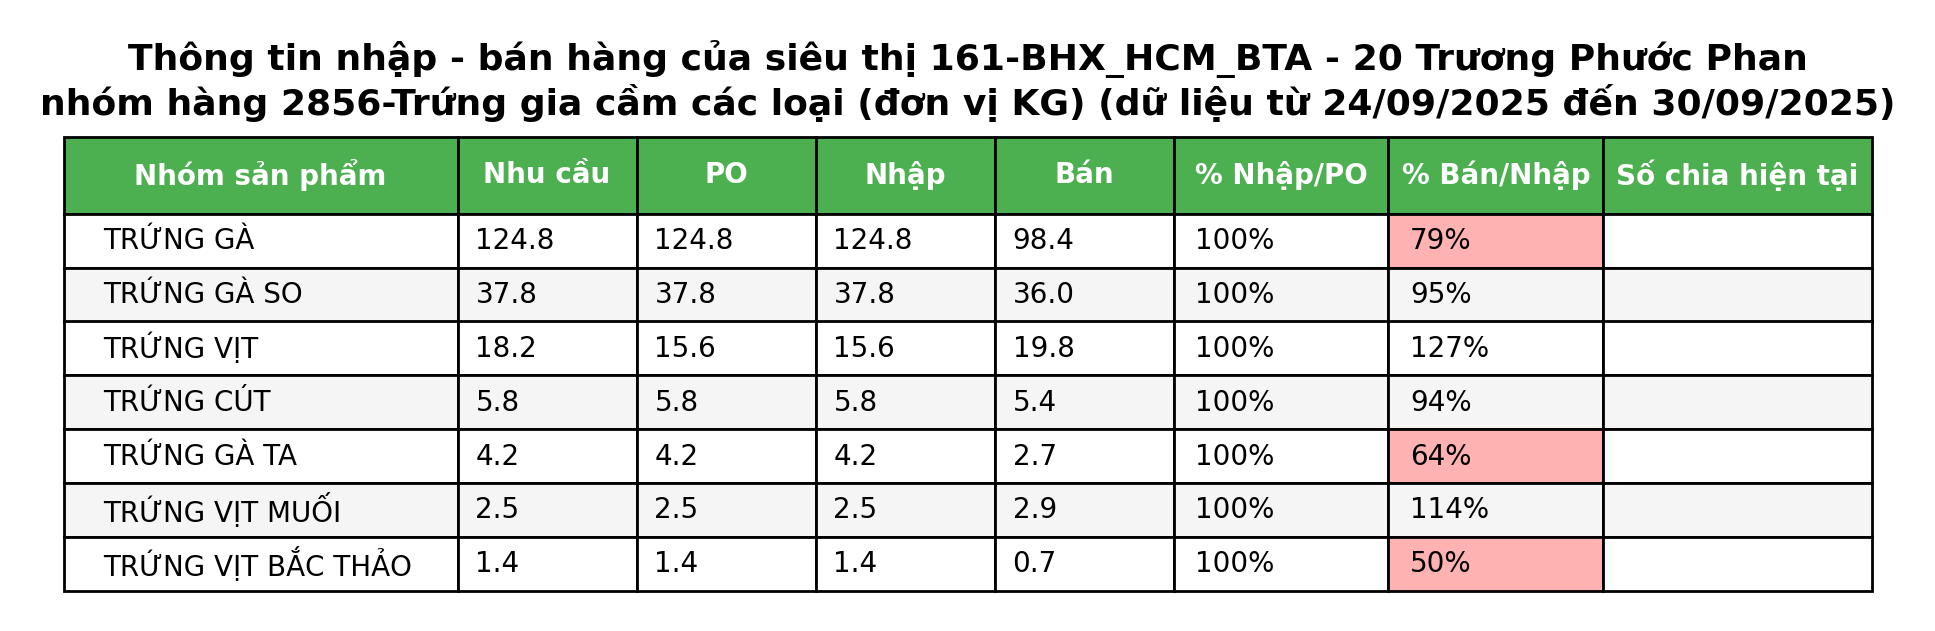 Thông tin nhập - bán hàng của siêu thị 161-BHX_HCM_BTA - 20 Trương Phước Phan
nhóm hàng 2856-Trứng gia cầm các loại (đơn vị KG) (dữ liệu từ 24/09/2025 đến 30/09/2025)
Nhóm sản phẩm Nhu cầu PO Nhập Bán % Nhập/PO % Bán/Nhập Số chia hiện tại
TRỨNG GÀ 124.8 124.8 124.8 98.4 100% 79%
TRỨNG GÀ SO 37.8 37.8 37.8 36.0 100% 95%
TRỨNG VỊT 18.2 15.6 15.6 19.8 100% 127%
TRỨNG CÚT 5.8 5.8 5.8 5.4 100% 94%
TRỨNG GÀ TA 4.2 4.2 4.2 2.7 100% 64%
TRỨNG VỊT MUỐI 2.5 2.5 2.5 2.9 100% 114%
TRỨNG VỊT BẮC THẢO 1.4 1.4 1.4 0.7 100% 50%